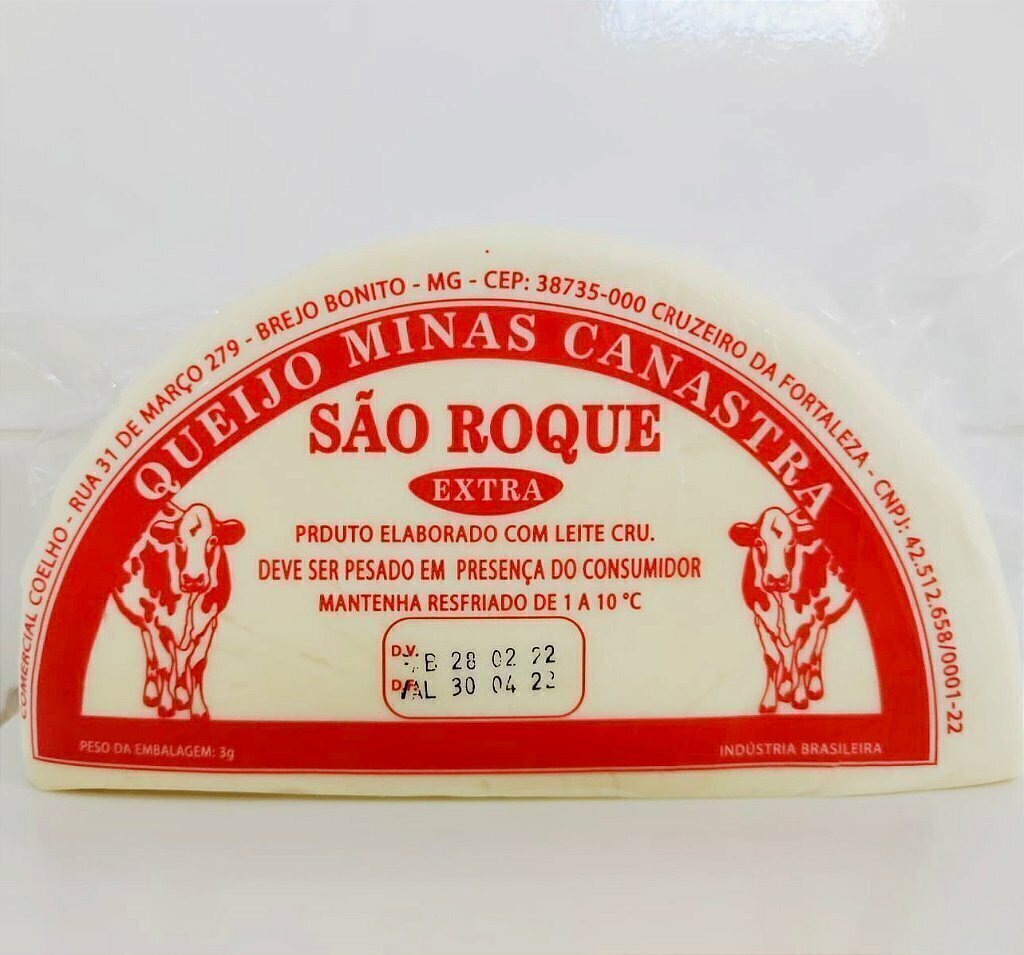 COMERCIAL COELHO - RUA 31 DE MARÇO 279 - BREJO BONITO - MG - CEP: 38735-000 CRUZEIRO DA FORTALEZA - CNPJ: 42.512.658/0001-22
QUEIJO MINAS CANASTRA
SÃO ROQUE
EXTRA
PRDUTO ELABORADO COM LEITE CRU.
DEVE SER PESADO EM PRESENÇA DO CONSUMIDOR
MANTENHA RESFRIADO DE 1 A 10 °C
D.V.
28 02 22
30 04 22
PESO DA EMBALAGEM: 3g
INDÚSTRIA BRASILEIRA